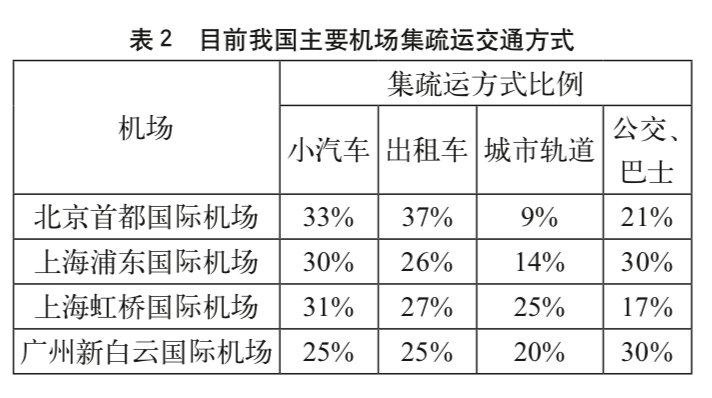 表 2 目前我国主要机场集疏运交通方式
机场
集疏运方式比例
小汽车 出租车 城市轨道 公交、
巴士
北京首都国际机场 33% 37% 9% 21%
上海浦东国际机场 30% 26% 14% 30%
上海虹桥国际机场 31% 27% 25% 17%
广州新白云国际机场 25% 25% 20% 30%